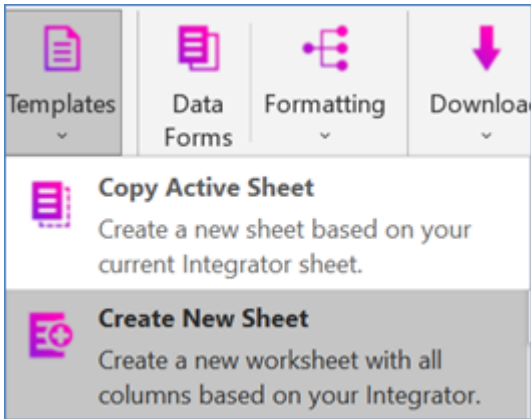 Templates
Data
Forms
Formatting
Copy Active Sheet
Create a new sheet based on your
current Integrator sheet.
Create New Sheet
Create a new worksheet with all
columns based on your Integrator.